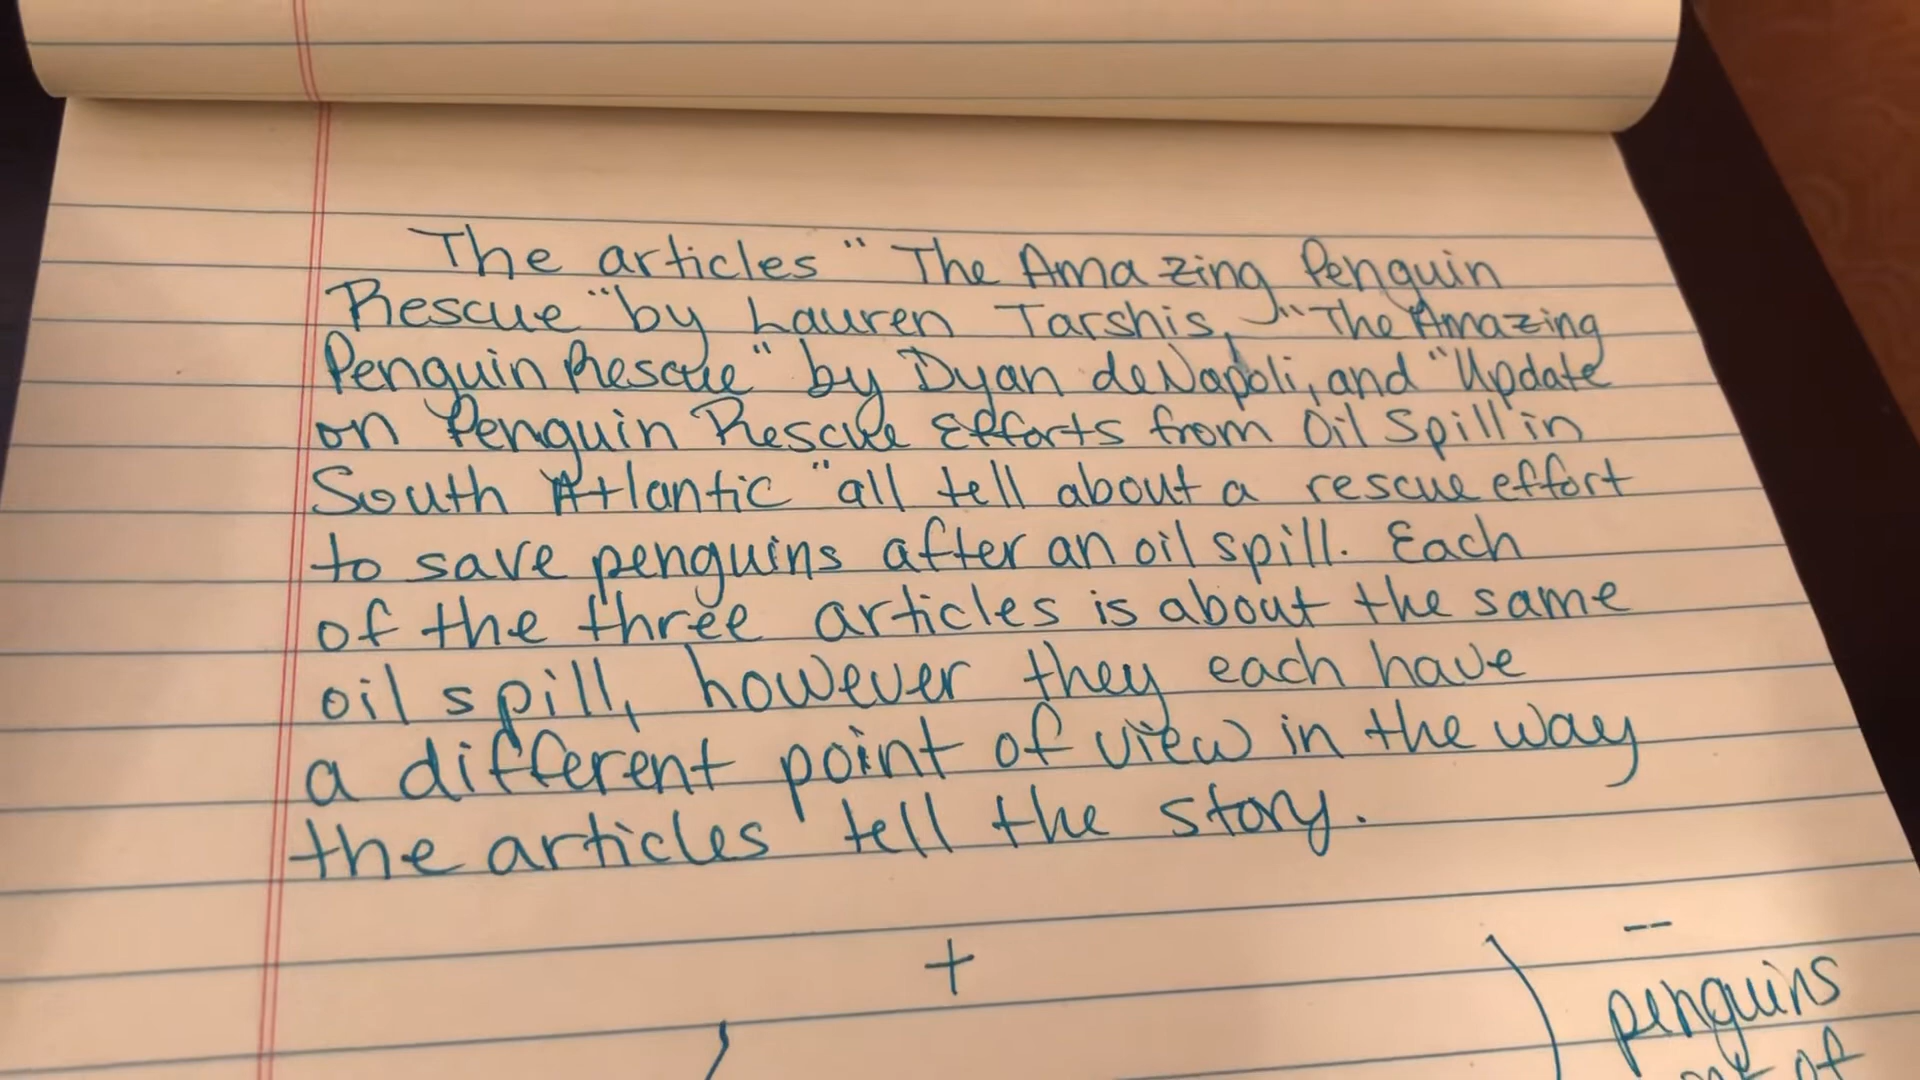 The articles "The Amazing Penguin
Rescue" by Lauren Tarshis, "The Amazing
Penguin Rescue" by Dyan deNapoli, and "Update
on Penguin Rescue Efforts from Oil Spill in
South Atlantic" all tell about a rescue effort
to save penguins after an oil spill. Each
of the three articles is about the same
oil spill, however they each have
a different point of view in the way
the articles tell the story.
+ –
penguins
of